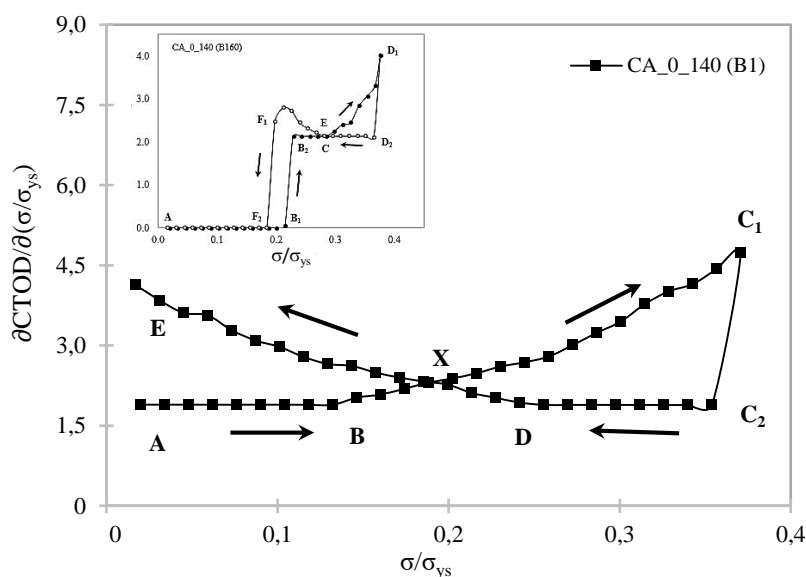 9,0
7,5
6,0
4,5
3,0
1,5
0
∂CTOD/∂(σ/σys)
0
0,1
0,2
0,3
0,4
σ/σys
CA_0_140 (B1)
A
B
X
D
E
C1
C2
CA_0_140 (B160)
4.0
3.0
2.0
1.0
0.0
0.0
0.1
0.2
0.3
0.4
σ/σys
A
F1
F2
B2
B1
C
E
D1
D2